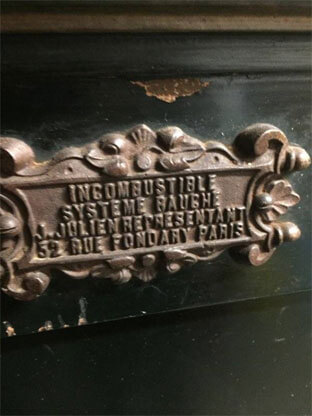 INCOMBUSTIBLE
SYSTEME BAUCHE
J. JOLIEN REPRESENTANT
52 RUE FONDARY PARIS